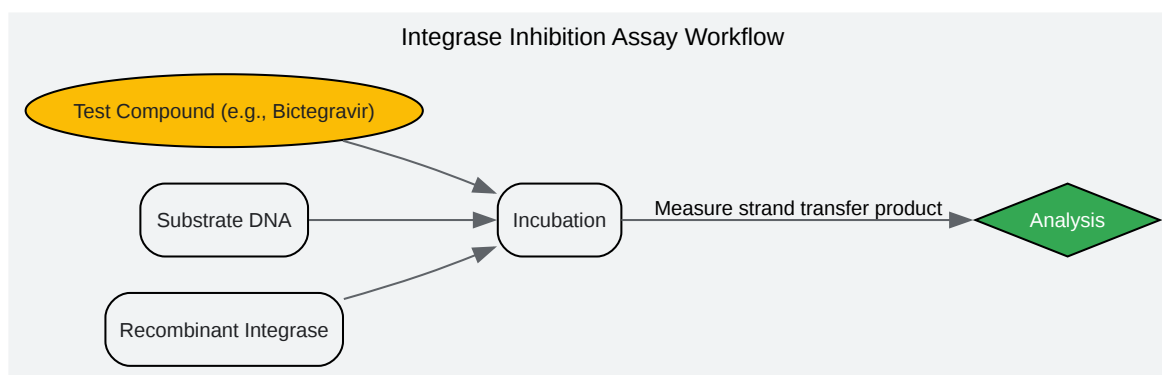 Integrase Inhibition Assay Workflow
Test Compound (e.g., Bictegravir)
Substrate DNA
Recombinant Integrase
Incubation
Measure strand transfer product
Analysis